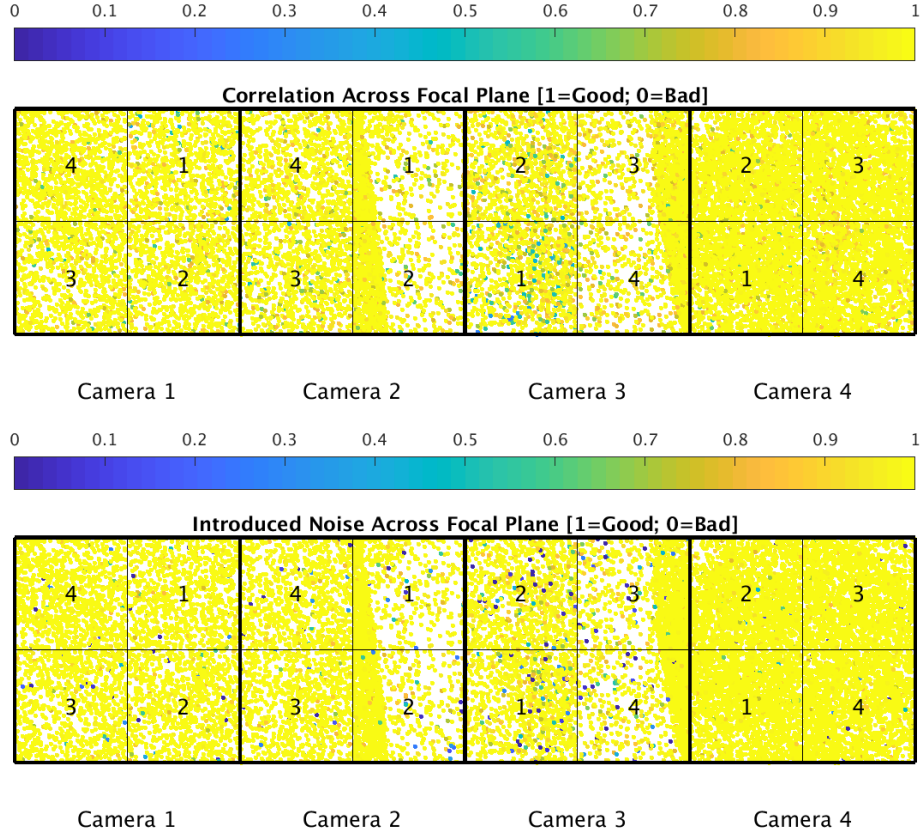 0 0.1 0.2 0.3 0.4 0.5 0.6 0.7 0.8 0.9 1
Correlation Across Focal Plane [1=Good; 0=Bad]
4 1 4 1 2 3 2 3
3 2 3 2 1 4 1 4
Camera 1 Camera 2 Camera 3 Camera 4
0 0.1 0.2 0.3 0.4 0.5 0.6 0.7 0.8 0.9 1
Introduced Noise Across Focal Plane [1=Good; 0=Bad]
4 1 4 1 2 3 2 3
3 2 3 2 1 4 1 4
Camera 1 Camera 2 Camera 3 Camera 4